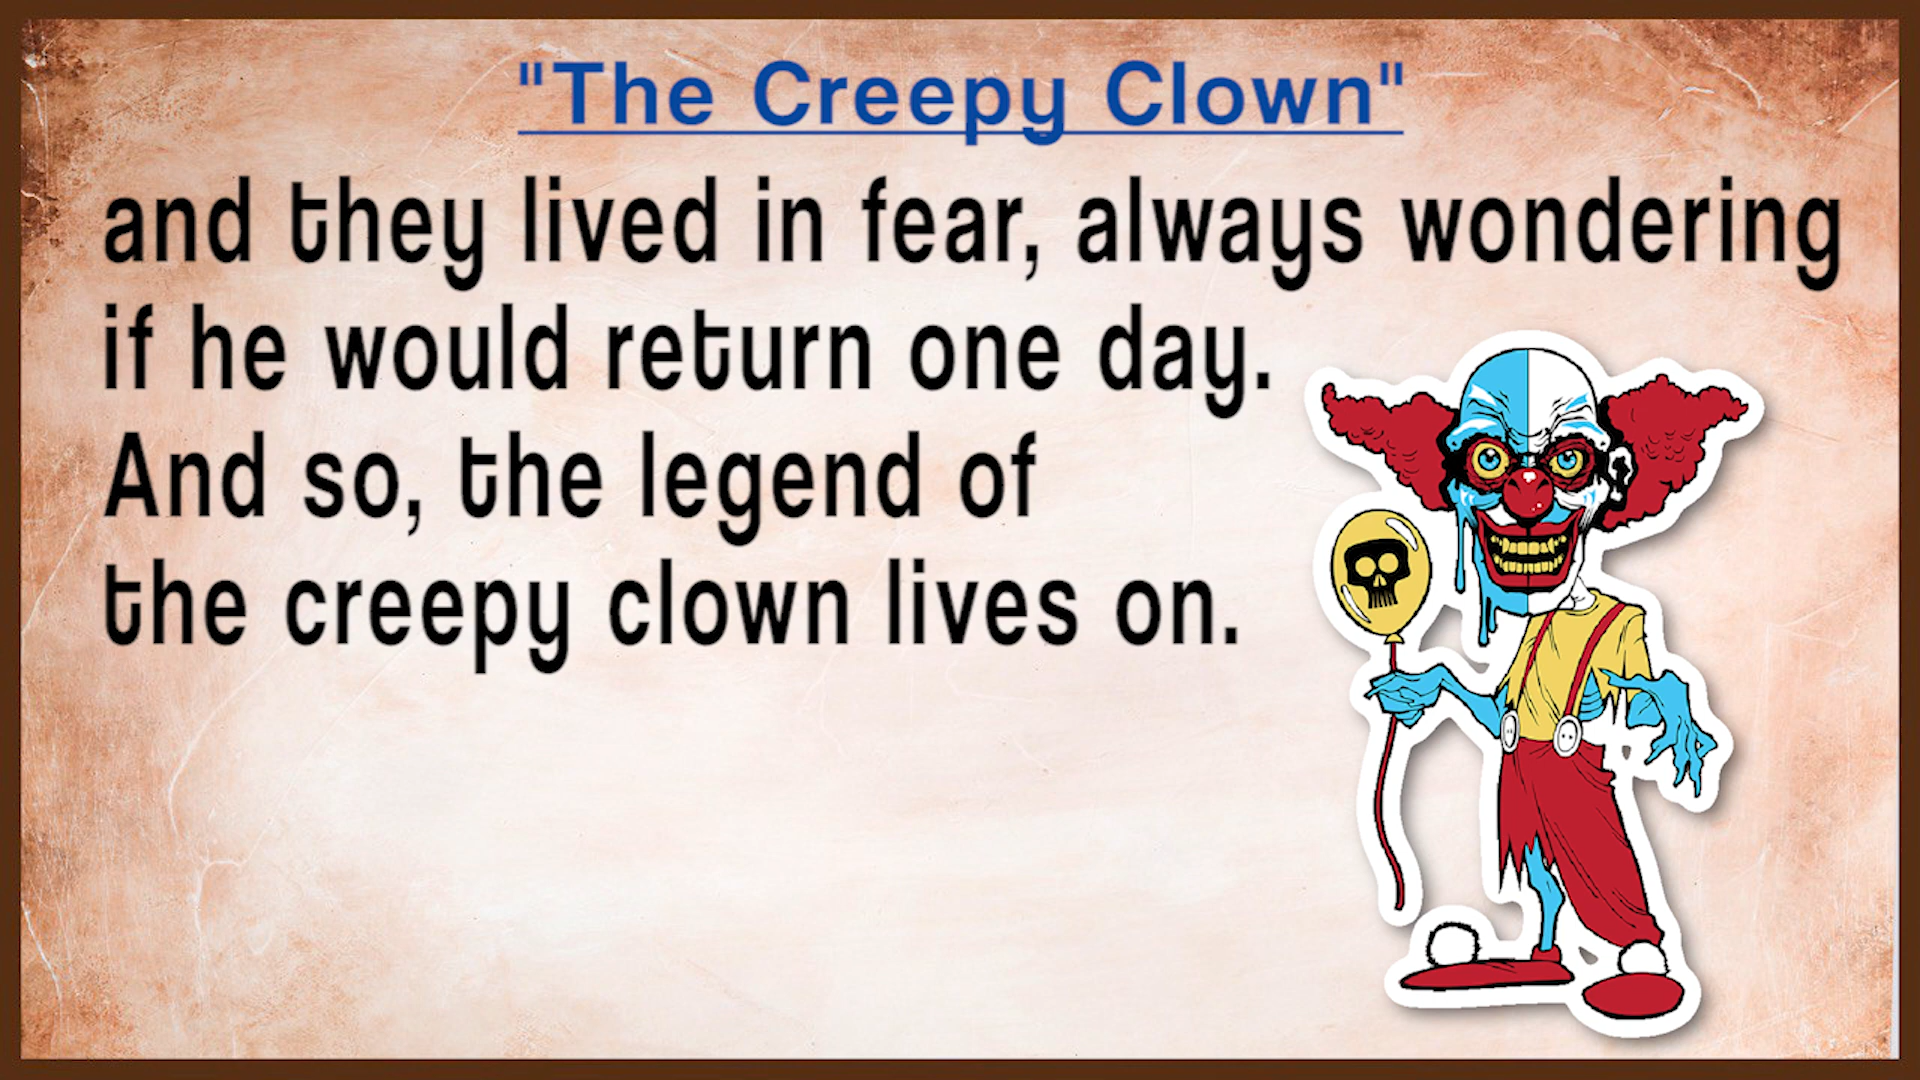 "The Creepy Clown"
and they lived in fear, always wondering
if he would return one day.
And so, the legend of
the creepy clown lives on.